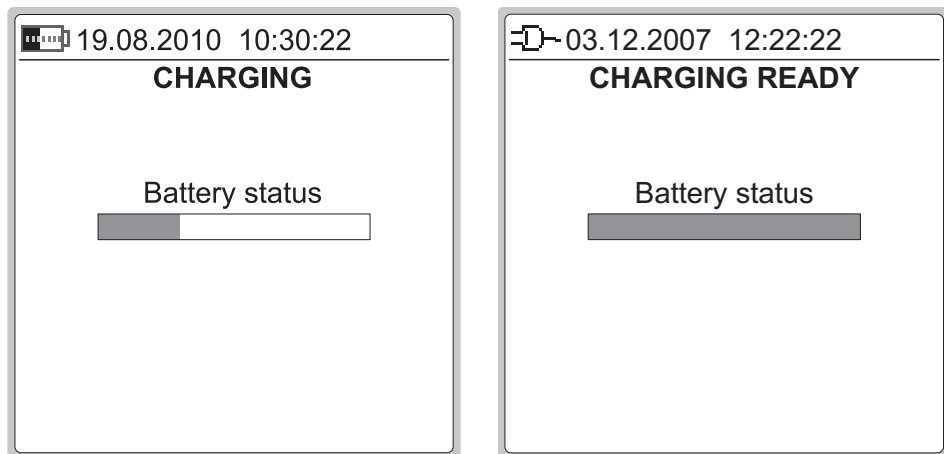 19.08.2010 10:30:22
CHARGING
Battery status
03.12.2007 12:22:22
CHARGING READY
Battery status